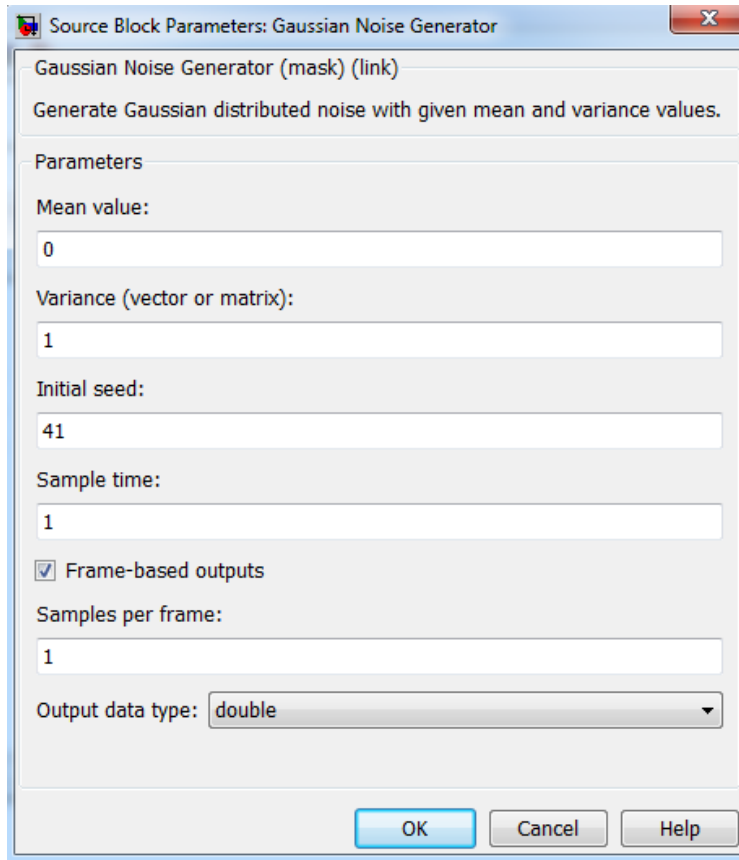 Source Block Parameters: Gaussian Noise Generator
Gaussian Noise Generator (mask) (link)
Generate Gaussian distributed noise with given mean and variance values.
Parameters
Mean value:
0
Variance (vector or matrix):
1
Initial seed:
41
Sample time:
1
Frame-based outputs
Samples per frame:
1
Output data type: double
OK Cancel Help